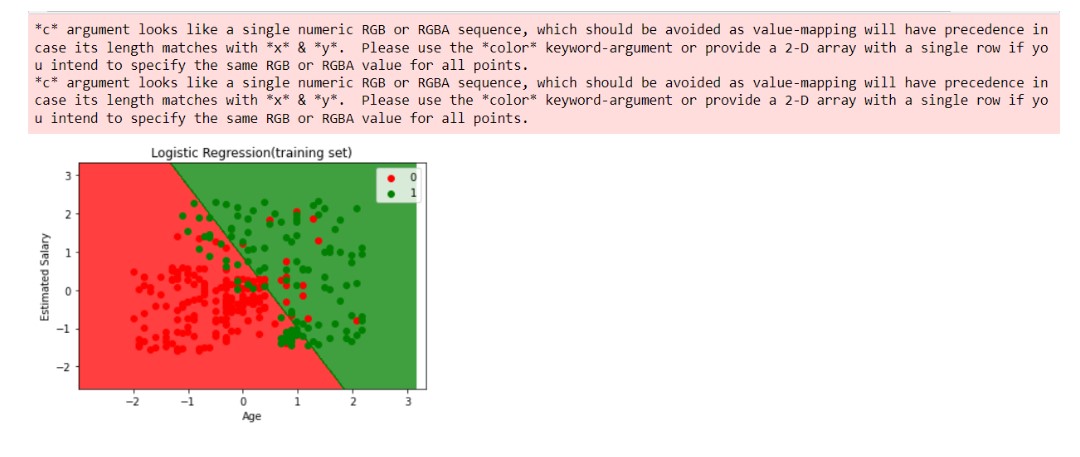 *c* argument looks like a single numeric RGB or RGBA sequence, which should be avoided as value-mapping will have precedence in
case its length matches with *x* & *y*.  Please use the *color* keyword-argument or provide a 2-D array with a single row if yo
u intend to specify the same RGB or RGBA value for all points.
*c* argument looks like a single numeric RGB or RGBA sequence, which should be avoided as value-mapping will have precedence in
case its length matches with *x* & *y*.  Please use the *color* keyword-argument or provide a 2-D array with a single row if yo
u intend to specify the same RGB or RGBA value for all points.
Logistic Regression(training set)
0
1
Estimated Salary
3
2
1
0
−1
−2
−2 −1 0 1 2 3
Age